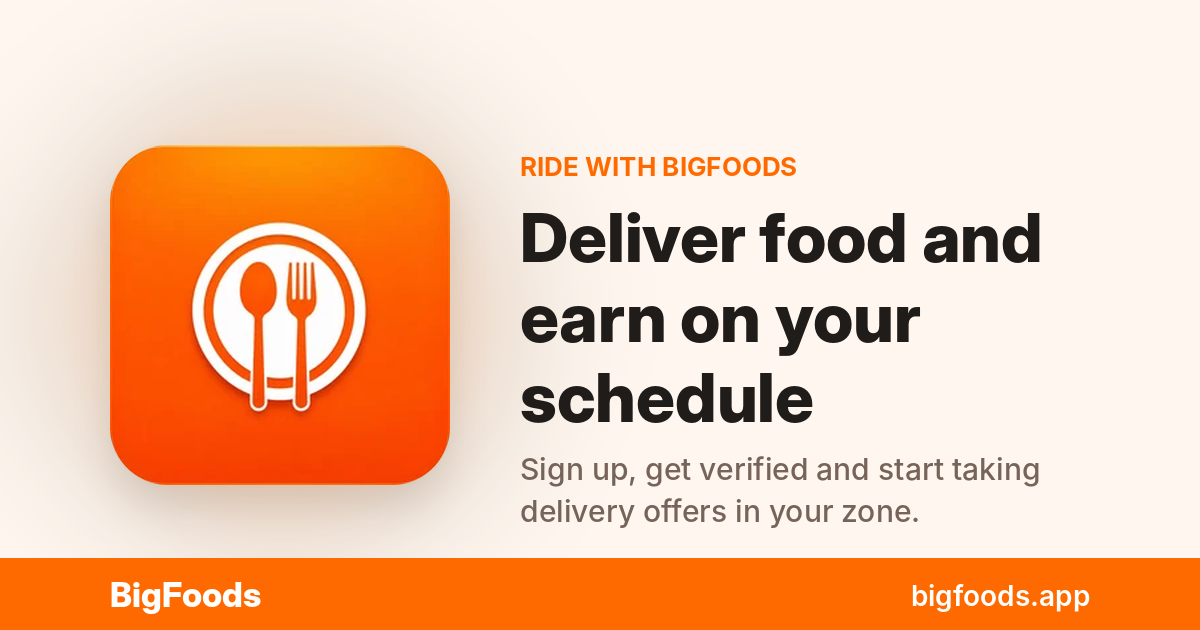 RIDE WITH BIGFOODS
Deliver food and
earn on your
schedule
Sign up, get verified and start taking
delivery offers in your zone.
BigFoods
bigfoods.app